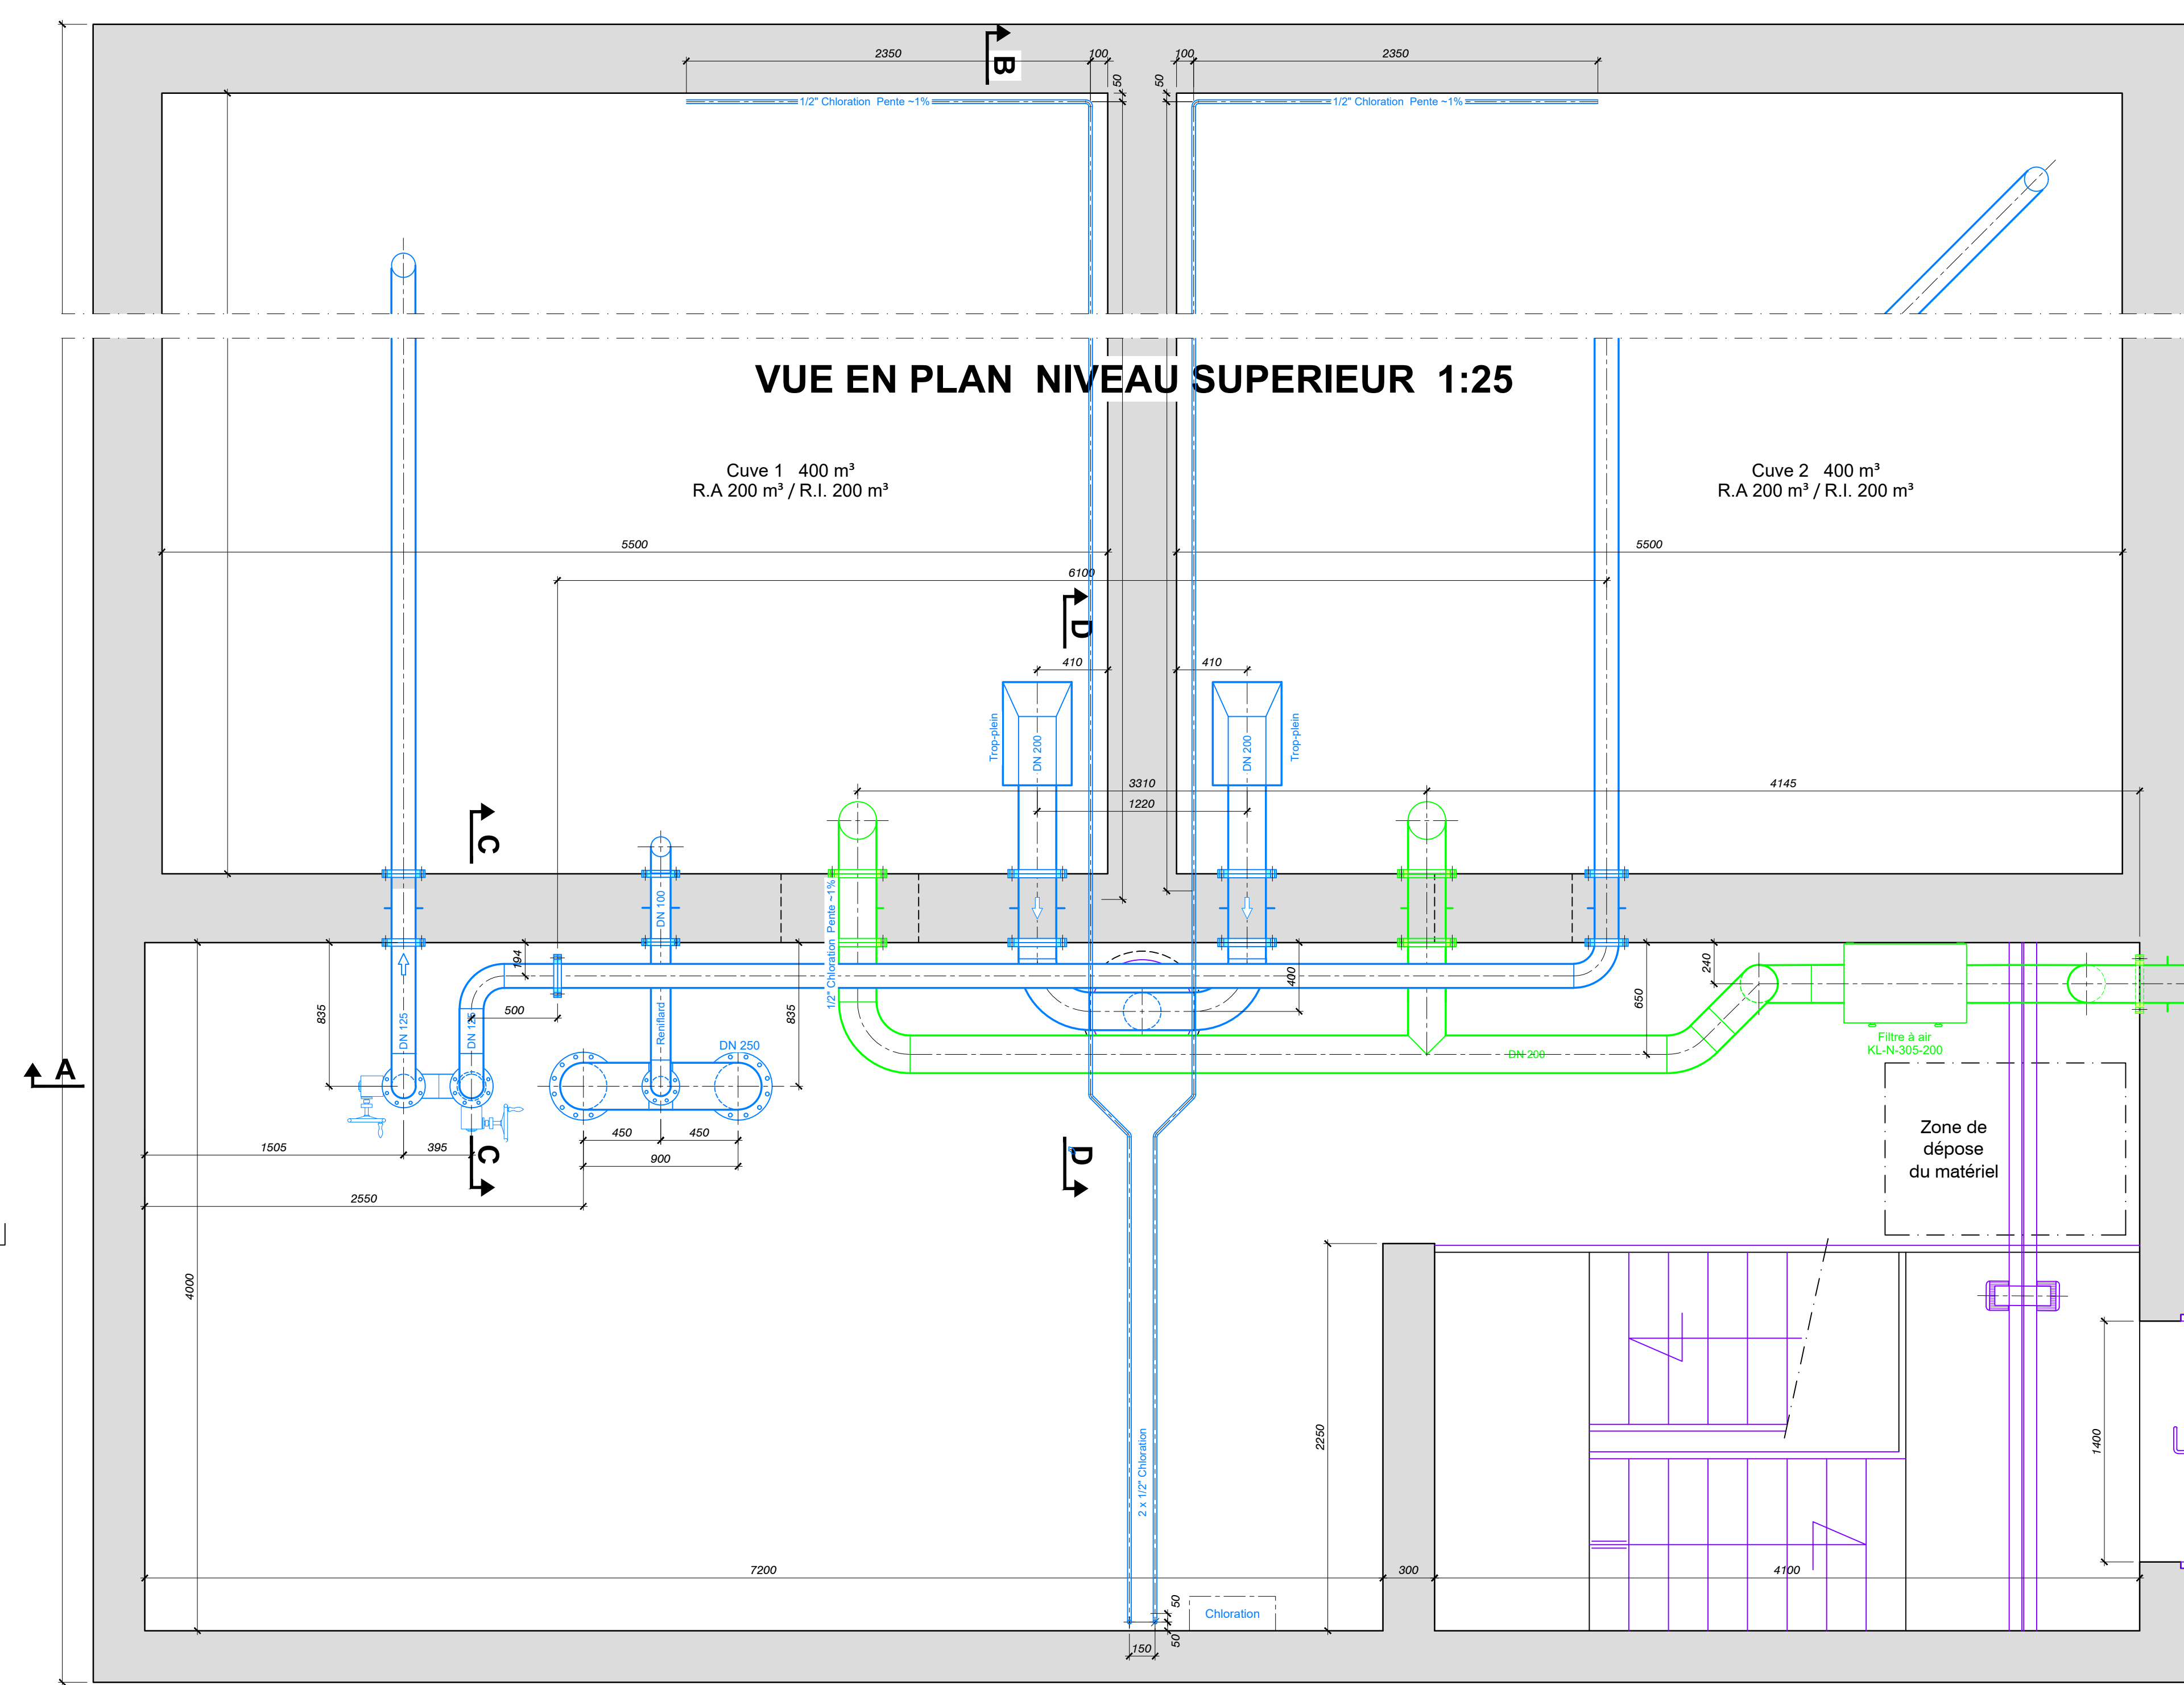 B
2350
100
100
2350
50
50
1/2" Chloration Pente ~1%
1/2" Chloration Pente ~1%
VUE EN PLAN NIVEAU SUPERIEUR 1:25
Cuve 1 400 m³
R.A 200 m³ / R.I. 200 m³
Cuve 2 400 m³
R.A 200 m³ / R.I. 200 m³
5500
5500
6100
D
410
410
Trop-plein
DN 200
DN 200
Trop-plein
3310
4145
1220
C
1/2" Chloration Pente ~1%
DN 100
194
400
240
835
500
835
650
DN 125
DN 125
Reniflard
DN 250
DN 200
Filtre à air
KL-N-305-200
A
Zone de
dépose
du matériel
450
450
1505
395
C
D
900
2550
4000
2250
1400
2 x 1/2" Chloration
7200
300
4100
50
Chloration
50
150